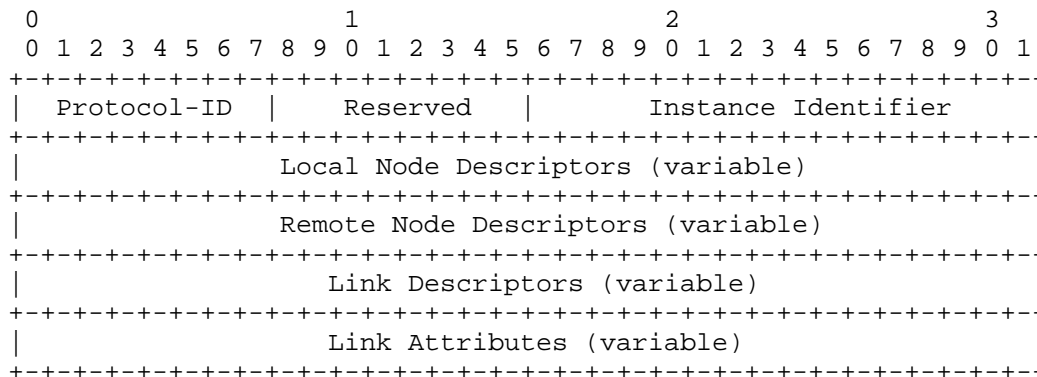 0                   1                   2                   3
 0 1 2 3 4 5 6 7 8 9 0 1 2 3 4 5 6 7 8 9 0 1 2 3 4 5 6 7 8 9 0 1
+-+-+-+-+-+-+-+-+-+-+-+-+-+-+-+-+-+-+-+-+-+-+-+-+-+-+-+-+-+-+-+--
|  Protocol-ID  |    Reserved   |       Instance Identifier
+-+-+-+-+-+-+-+-+-+-+-+-+-+-+-+-+-+-+-+-+-+-+-+-+-+-+-+-+-+-+-+--
|                Local Node Descriptors (variable)
+-+-+-+-+-+-+-+-+-+-+-+-+-+-+-+-+-+-+-+-+-+-+-+-+-+-+-+-+-+-+-+--
|                Remote Node Descriptors (variable)
+-+-+-+-+-+-+-+-+-+-+-+-+-+-+-+-+-+-+-+-+-+-+-+-+-+-+-+-+-+-+-+--
|                   Link Descriptors (variable)
+-+-+-+-+-+-+-+-+-+-+-+-+-+-+-+-+-+-+-+-+-+-+-+-+-+-+-+-+-+-+-+--
|                   Link Attributes (variable)
+-+-+-+-+-+-+-+-+-+-+-+-+-+-+-+-+-+-+-+-+-+-+-+-+-+-+-+-+-+-+-+--